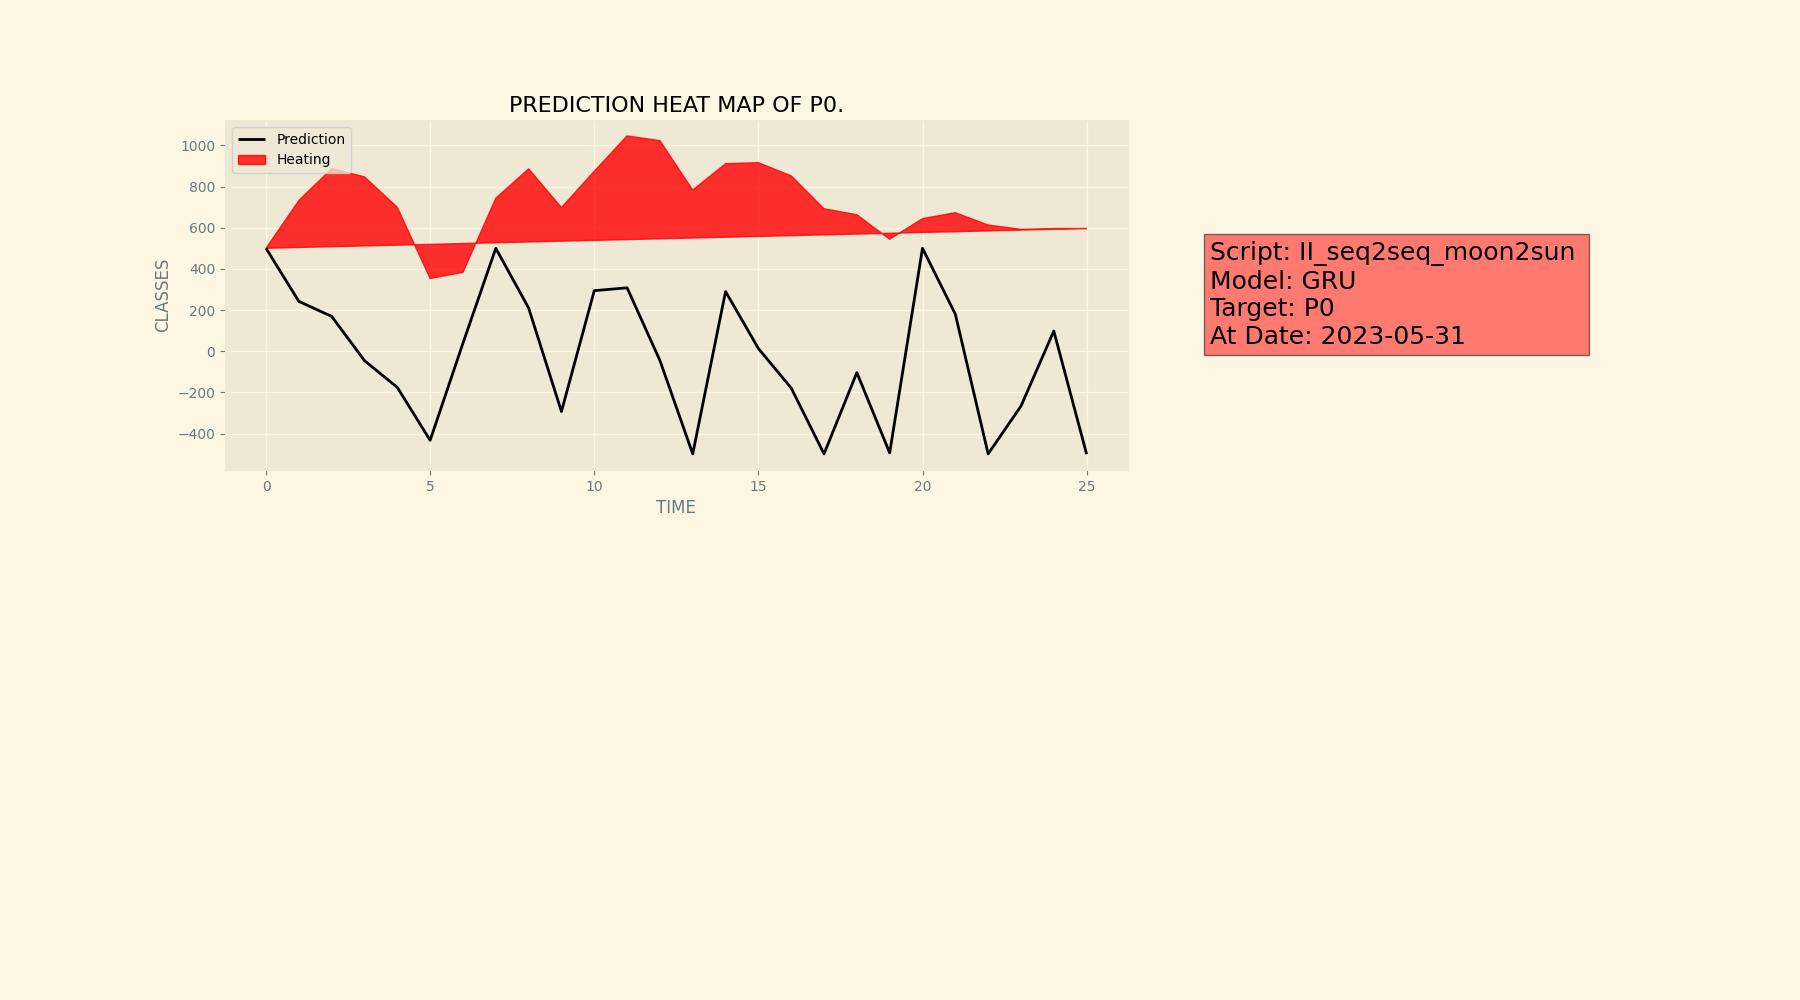 PREDICTION HEAT MAP OF P0.
Prediction
Heating
1000
800
600
400
200
0
−200
−400
CLASSES
0 5 10 15 20 25
TIME
Script: II_seq2seq_moon2sun
Model: GRU
Target: P0
At Date: 2023-05-31